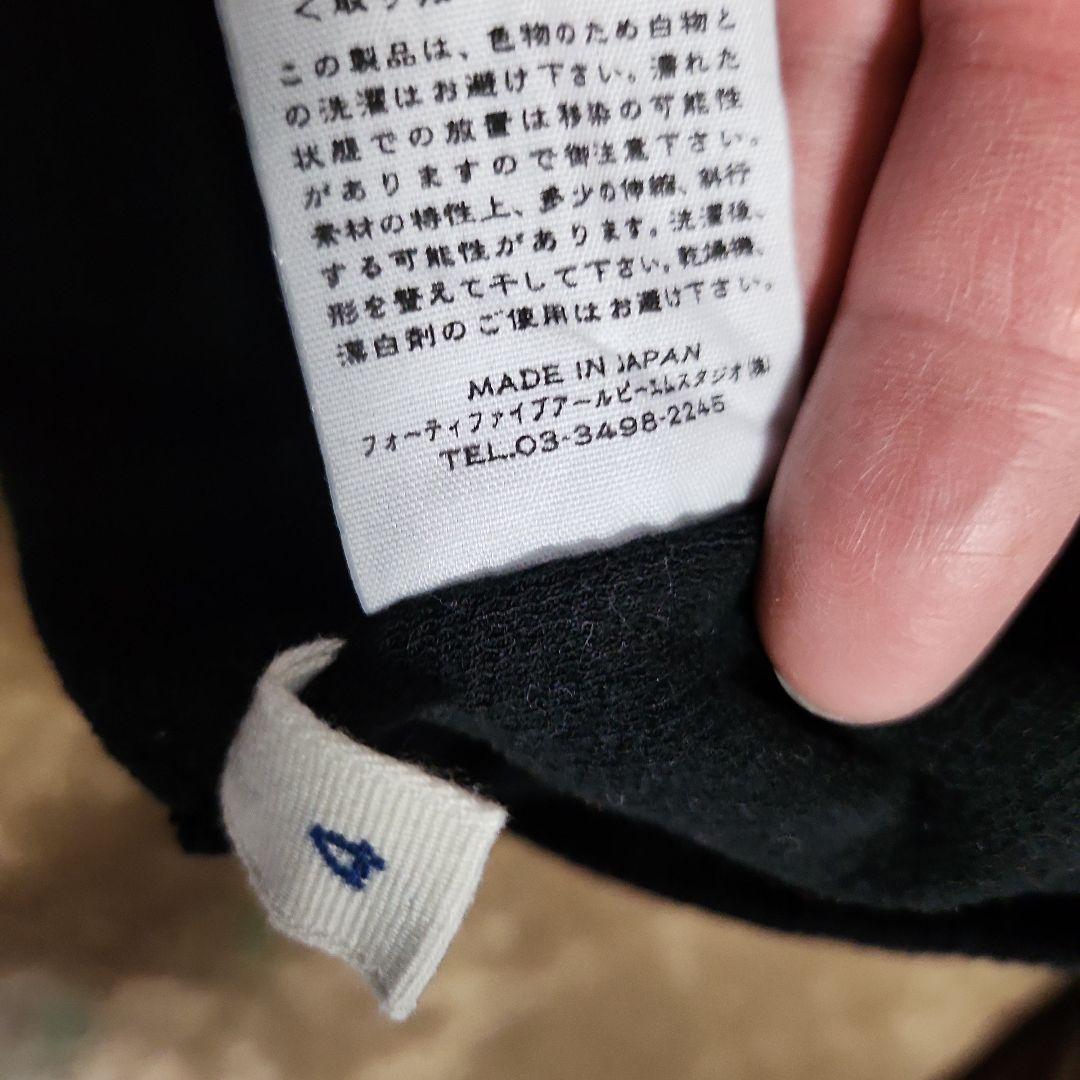 く取り
この製品は、色物のため白物と
の洗濯はお避け下さい。濡れた
状態での放置は移染の可能性
がありますので御注意下さい。
素材の特性上、多少の伸縮、斜行
する可能性があります。洗濯後、
形を整えて干して下さい。乾燥機、
漂白剤のご使用はお避け下さい。
MADE IN JAPAN
フォーティファイブアールピーエムスタジオ㈱
TEL.03-3498-2245
4